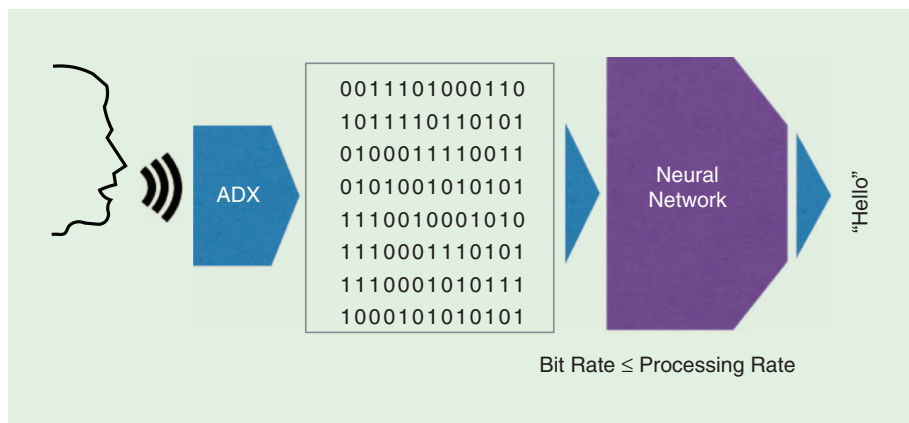 ADX
0011101000110
1011110110101
0100011110011
0101001010101
1110010001010
1110001110101
1110001010111
1000101010101
Neural
Network
“Hello”
Bit Rate ≤ Processing Rate